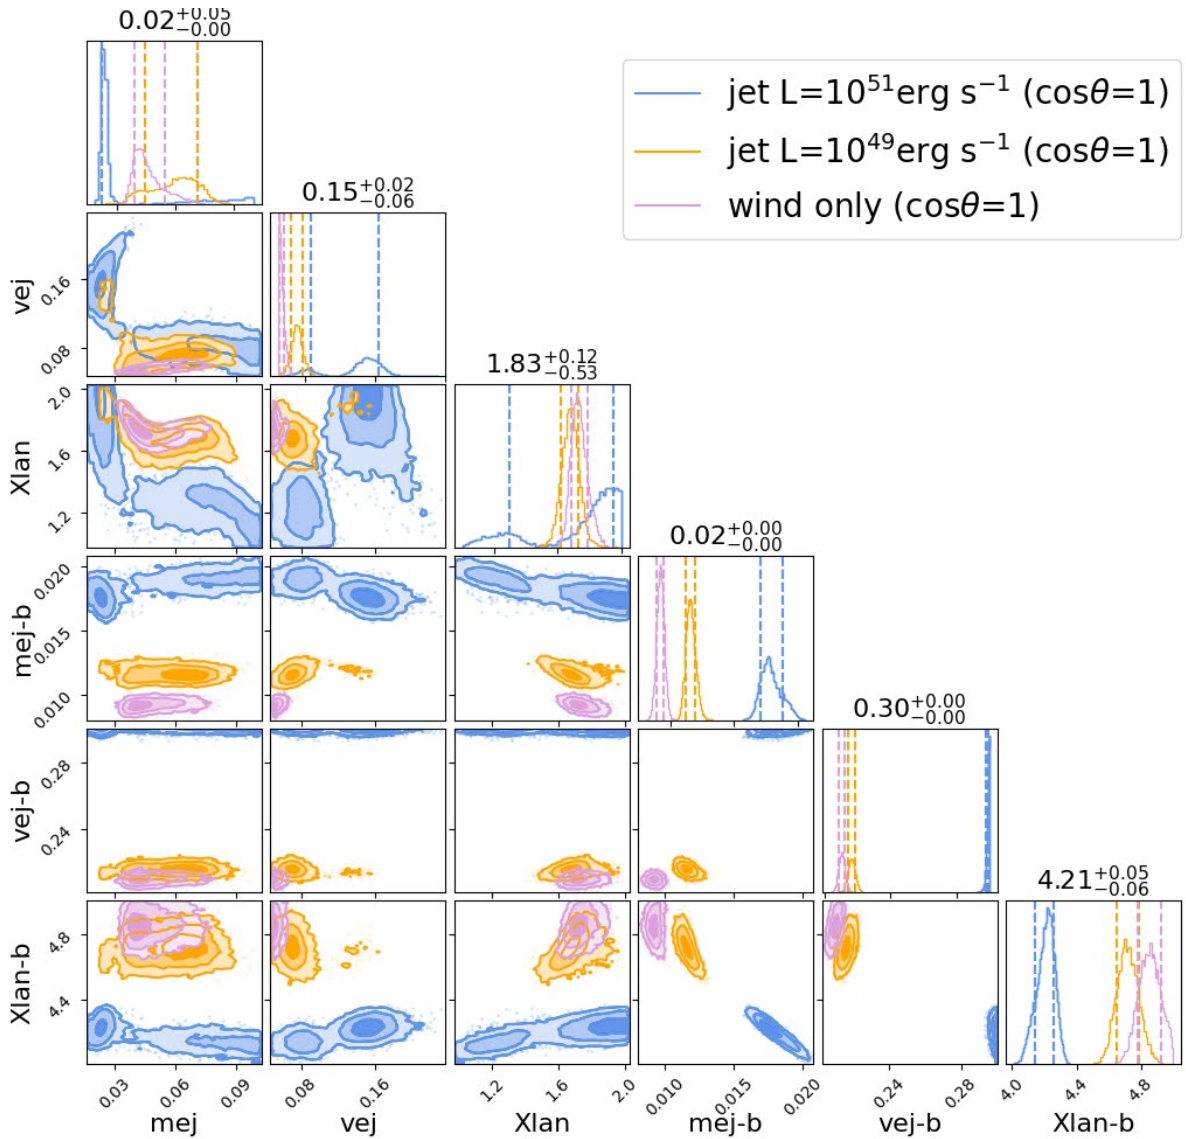 0.02+0.05−0.00
jet L=10^51 erg s^−1 (cosθ=1)
jet L=10^49 erg s^−1 (cosθ=1)
wind only (cosθ=1)
0.15+0.02−0.06
vej
0.16
0.08
1.83+0.12−0.53
Xlan
2.0
1.6
1.2
0.02+0.00−0.00
mej-b
0.020
0.015
0.010
0.30+0.00−0.00
vej-b
0.28
0.24
4.21+0.05−0.06
Xlan-b
4.8
4.4
0.03 0.06 0.09 0.08 0.16 1.2 1.6 2.0 0.010 0.015 0.020 0.24 0.28 4.0 4.4 4.8
mej vej Xlan mej-b vej-b Xlan-b